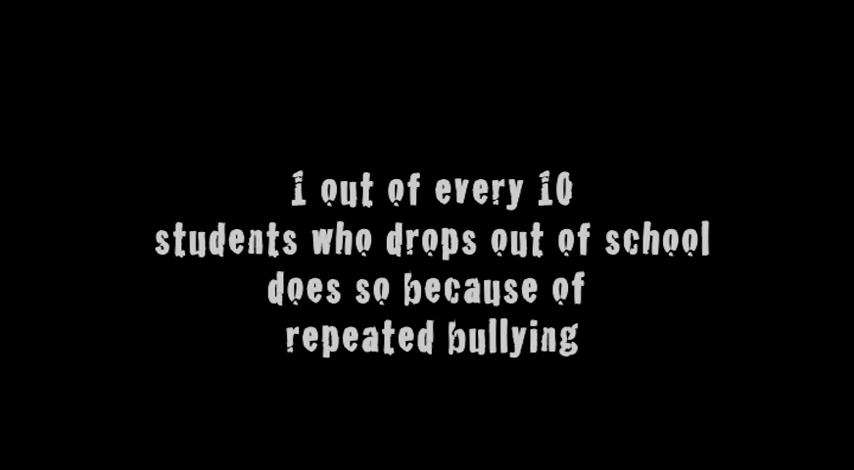 1 out of every 10
students who drops out of school
does so because of
repeated bullying